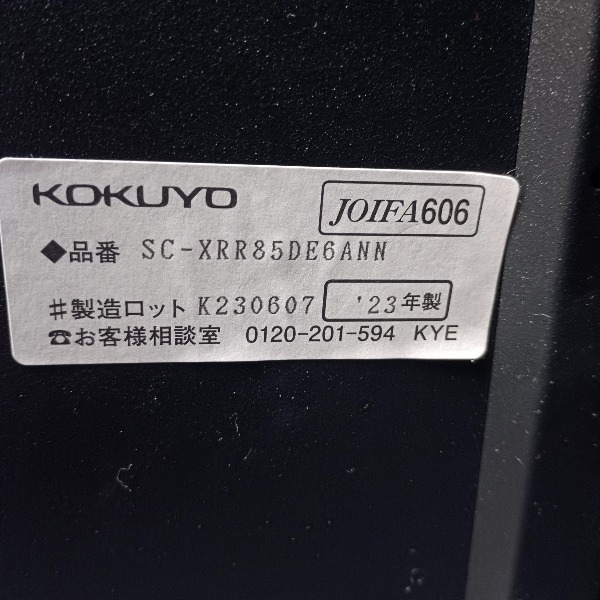 KOKUYO JOIFA606
◆品番 SC-XRR85DE6ANN
#製造ロット K230607 '23年製
☎お客様相談室 0120-201-594 KYE